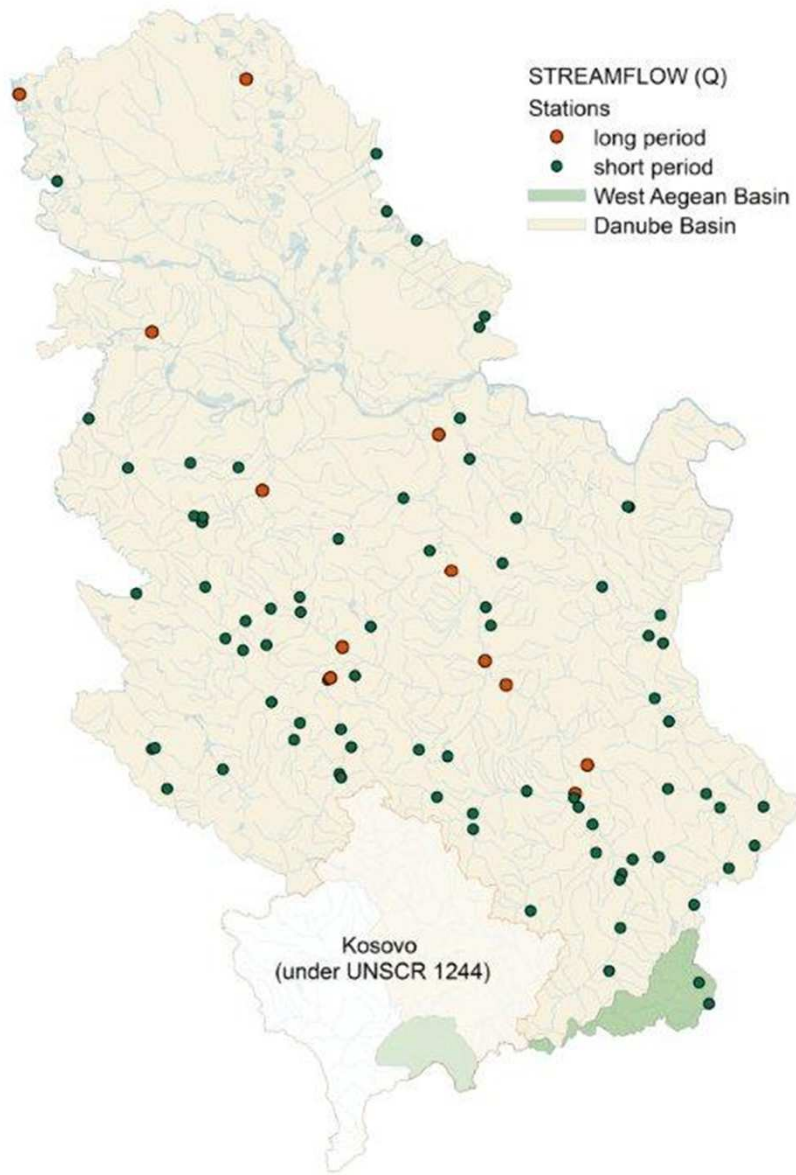 STREAMFLOW (Q)
Stations
long period
short period
West Aegean Basin
Danube Basin
Kosovo
(under UNSCR 1244)